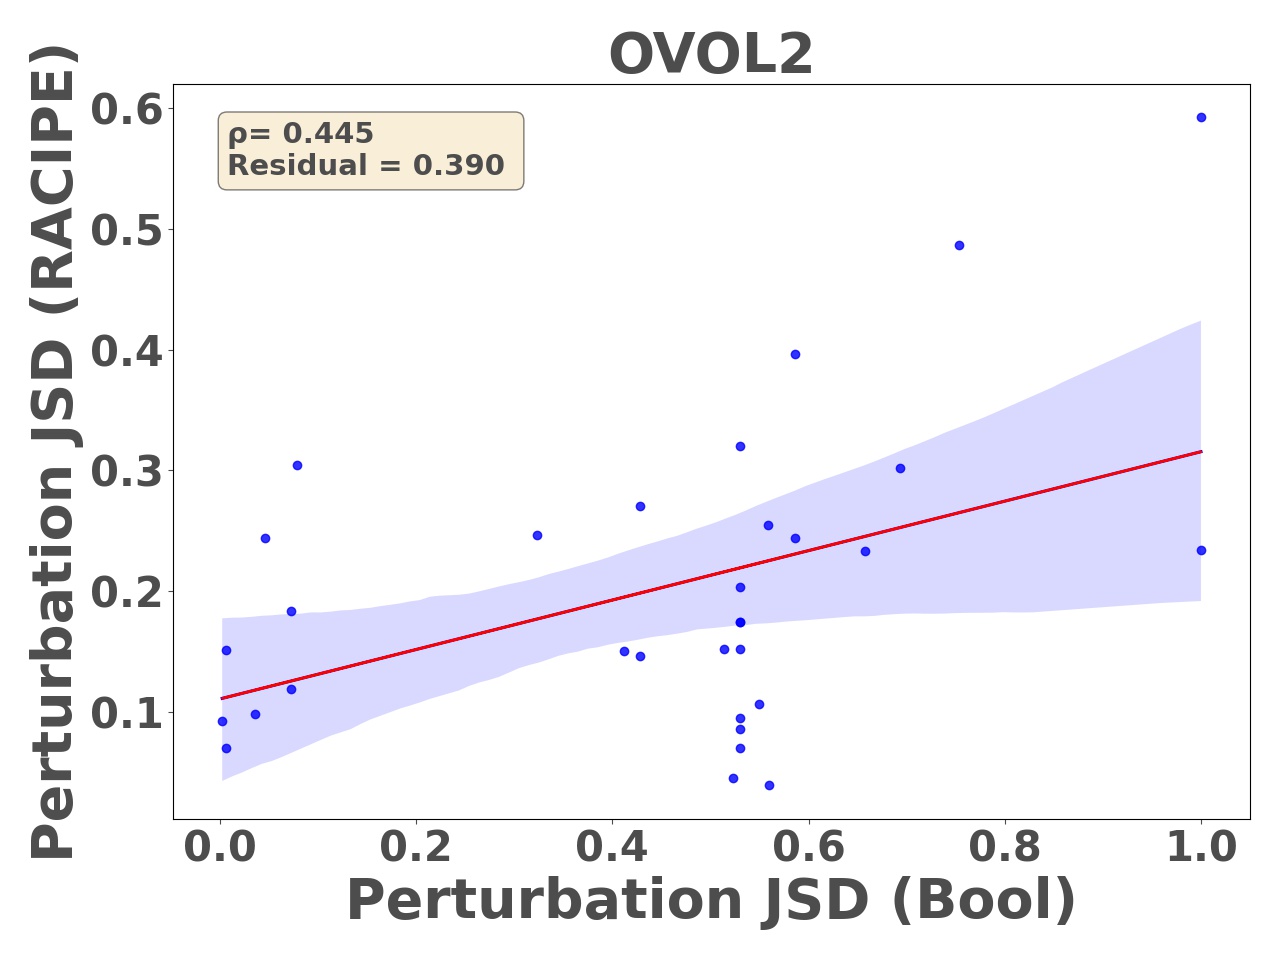 OVOL2
ρ= 0.445
Residual = 0.390
Perturbation JSD (RACIPE)
0.6
0.5
0.4
0.3
0.2
0.1
0.0 0.2 0.4 0.6 0.8 1.0
Perturbation JSD (Bool)